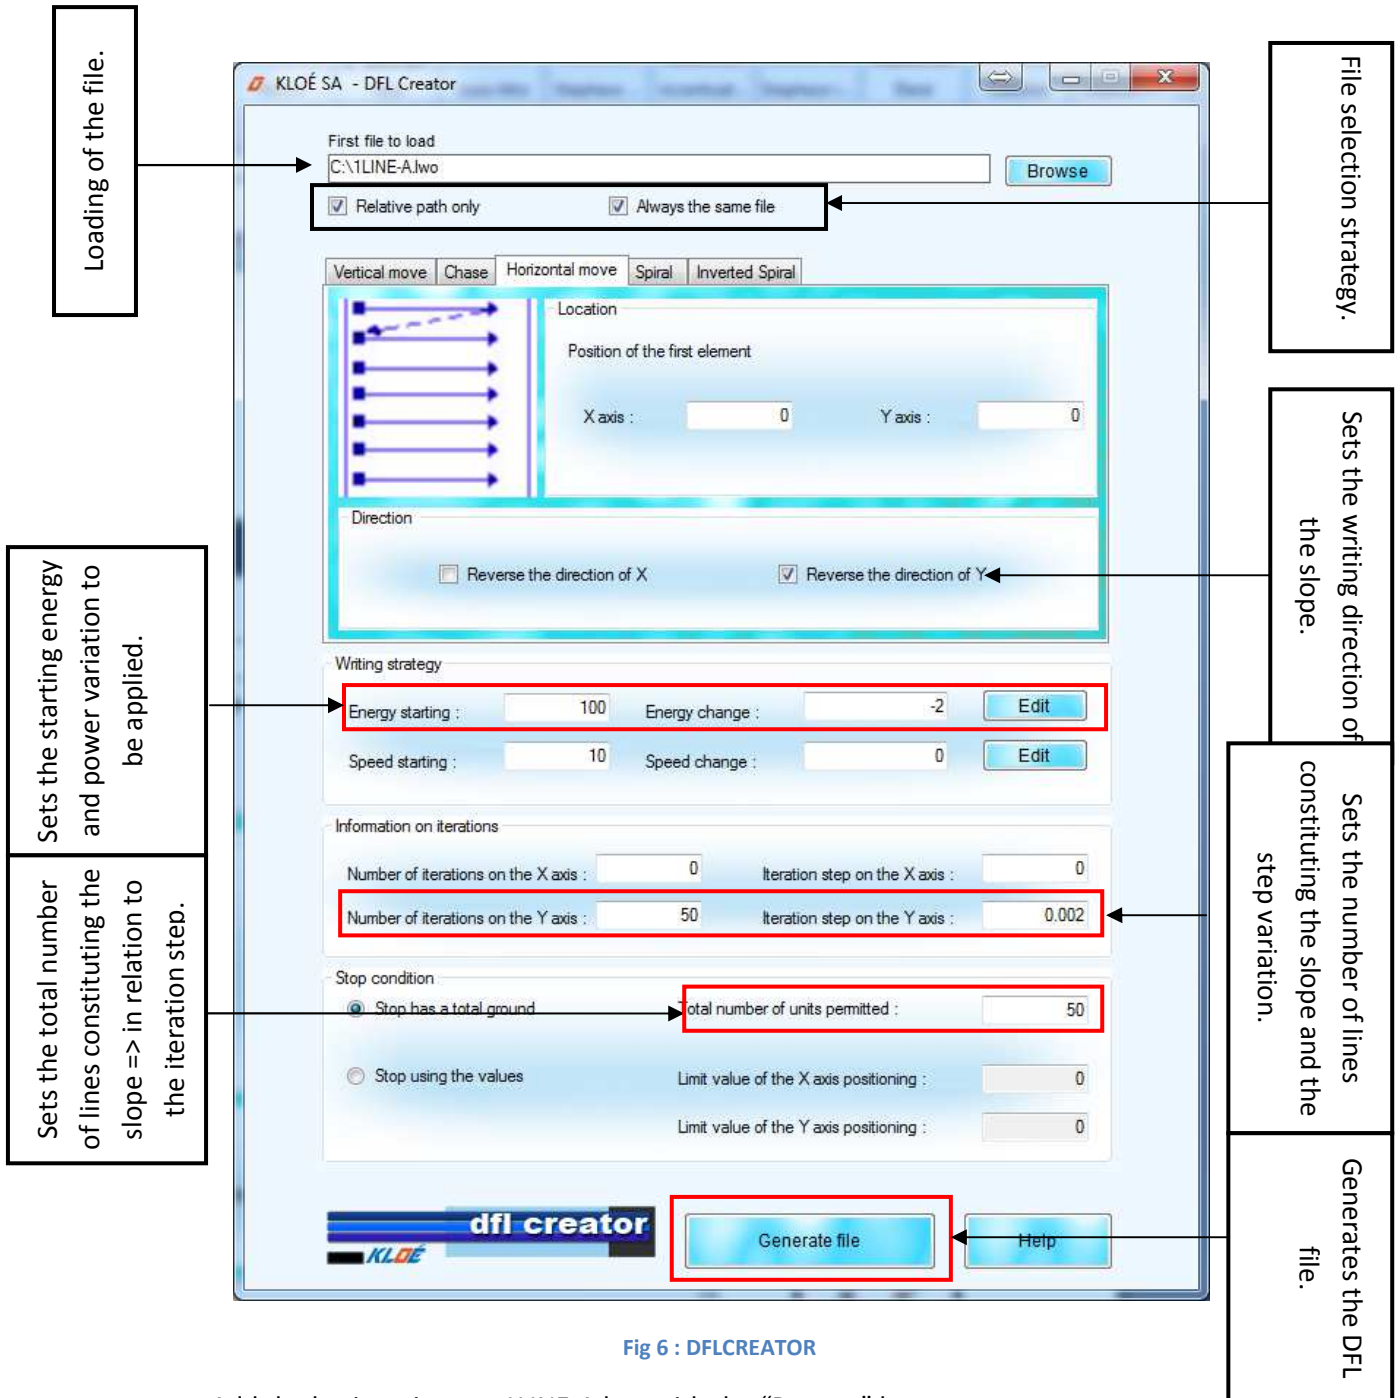 Loading of the file.
File selection strategy.
KLOÉ SA - DFL Creator
First file to load
C:\1LINE-A.lwo
Browse
Relative path only
Always the same file
Vertical move
Chase
Horizontal move
Spiral
Inverted Spiral
Location
Position of the first element
X axis :
0
Y axis :
0
Sets the writing direction of
the slope.
Direction
Reverse the direction of X
Reverse the direction of Y
Sets the starting energy
and power variation to
be applied.
Writing strategy
Energy starting :
100
Energy change :
-2
Edit
Speed starting :
10
Speed change :
0
Edit
Sets the number of lines
constituting the slope and the
step variation.
Information on iterations
Number of iterations on the X axis :
0
Iteration step on the X axis :
0
Number of iterations on the Y axis :
50
Iteration step on the Y axis :
0.002
Sets the total number
of lines constituting the
slope => in relation to
the iteration step.
Stop condition
Stop has a total ground
Total number of units permitted :
50
Stop using the values
Limit value of the X axis positioning :
0
Limit value of the Y axis positioning :
0
dfl creator
KLOÉ
Generate file
Help
Generates the DFL
file.
Fig 6 : DFLCREATOR